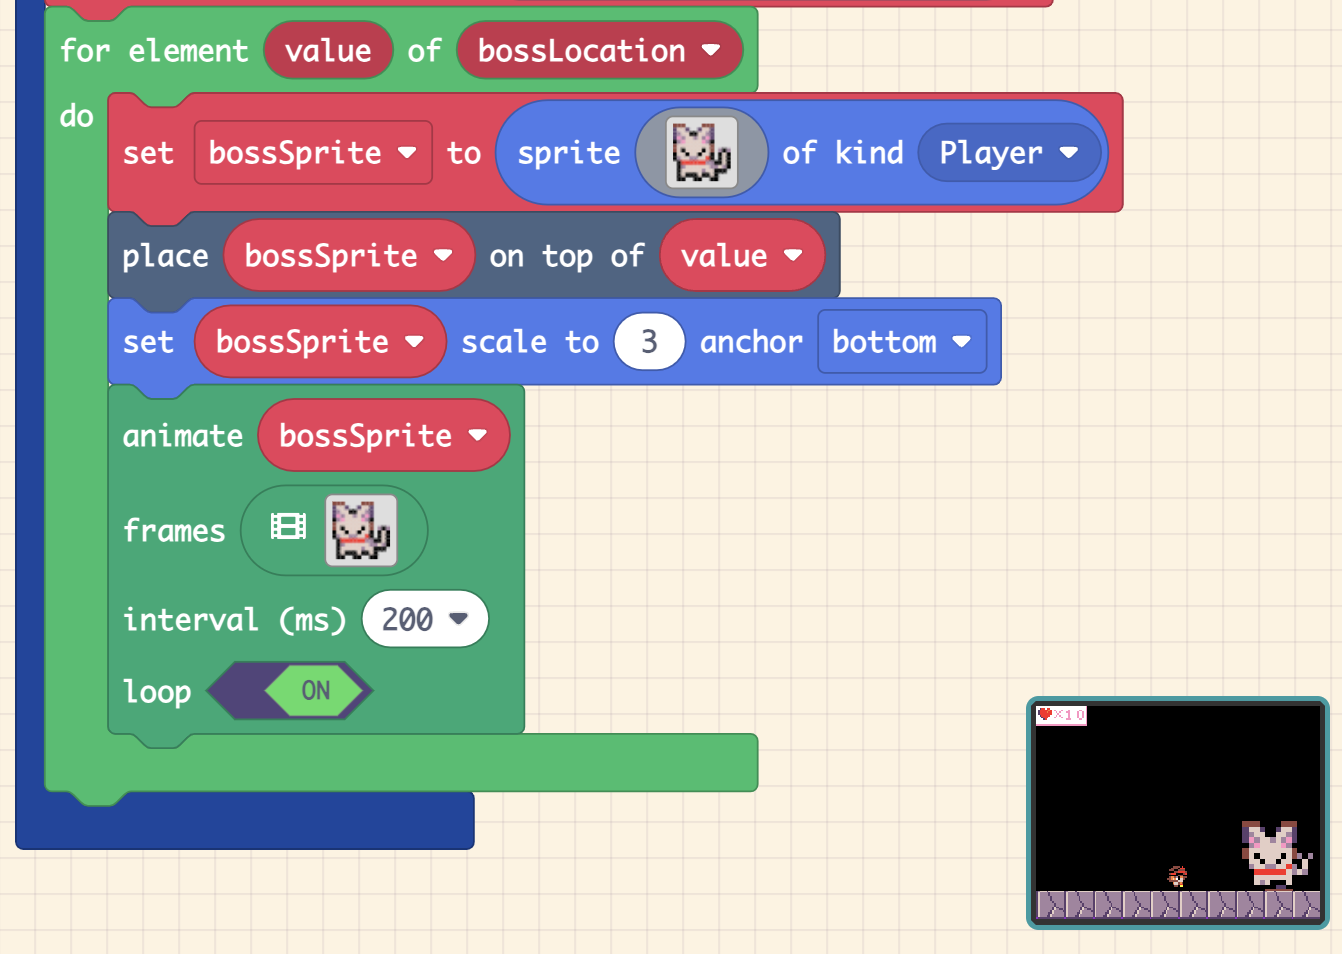 for element value of bossLocation
do
set bossSprite to sprite of kind Player
place bossSprite on top of value
set bossSprite scale to 3 anchor bottom
animate bossSprite
frames
interval (ms) 200
loop ON
×10